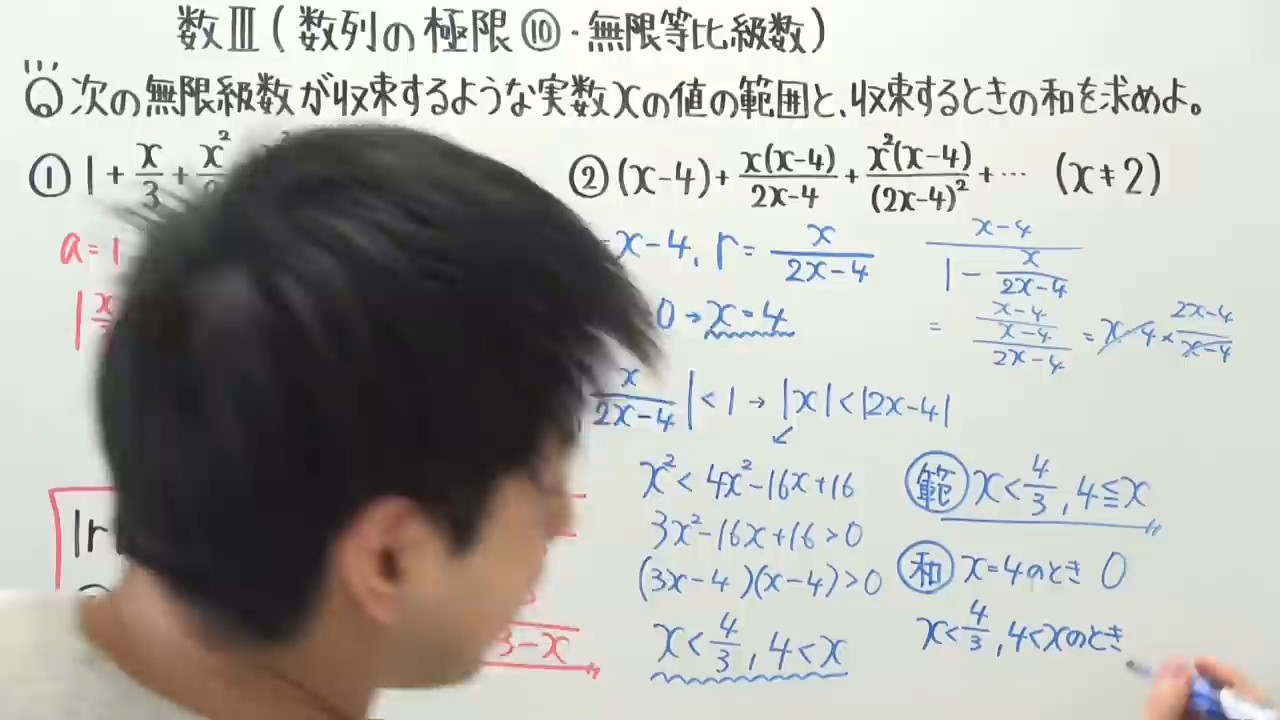 数Ⅲ(数列の極限⑩・無限等比級数)
Q 次の無限級数が収束するような実数xの値の範囲と、収束するときの和を求めよ。
① 1 + x/3 + x²
② (x-4) + x(x-4)/(2x-4) + x²(x-4)/(2x-4)² + … (x≠2)
a=1
=x-4, r= x/(2x-4)
(x-4)/(1 - x/(2x-4))
0→x=4
= (x-4)/((x-4)/(2x-4)) = x-4 × (2x-4)/(x-4)
x/(2x-4)|<1 → |x|<|2x-4|
↙
x²<4x²-16x+16
3x²-16x+16>0
(3x-4)(x-4)>0
x<4/3, 4<x
範 x<4/3, 4≦x
和 x=4のとき 0
x<4/3, 4<xのとき
|r
3-x